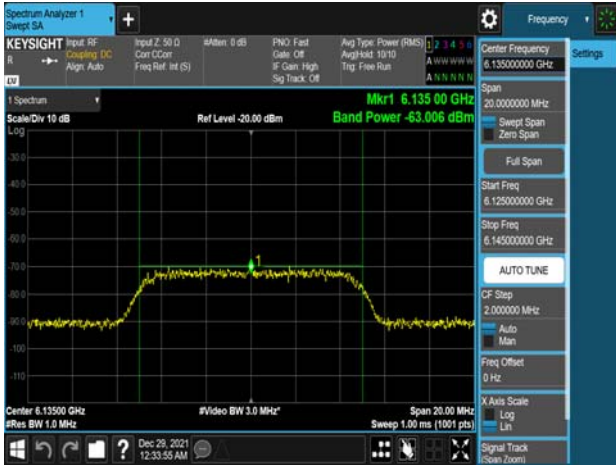 Spectrum Analyzer 1
Swept SA
+
Frequency
KEYSIGHT
R
Input: RF
Coupling: DC
Align: Auto
Input Z: 50 Ω
Corr CCorr
Freq Ref: Int (S)
#Atten: 0 dB
PNO: Fast
Gate: Off
IF Gain: High
Sig Track: Off
Avg Type: Power (RMS)
Avg|Hold: 10/10
Trig: Free Run
1 2 3 4 5 6
A W W W W W
A N N N N N
1 Spectrum
Scale/Div 10 dB
Log
Ref Level -20.00 dBm
Mkr1 6.135 00 GHz
Band Power -63.006 dBm
-30.0
-40.0
-50.0
-60.0
-70.0
-80.0
-90.0
-100
-110
1
Center 6.13500 GHz
#Res BW 1.0 MHz
#Video BW 3.0 MHz*
Span 20.00 MHz
Sweep 1.00 ms (1001 pts)
Center Frequency
6.135000000 GHz
Settings
Span
20.0000000 MHz
Swept Span
Zero Span
Full Span
Start Freq
6.125000000 GHz
Stop Freq
6.145000000 GHz
AUTO TUNE
CF Step
2.000000 MHz
Auto
Man
Freq Offset
0 Hz
X Axis Scale
Log
Lin
Signal Track
(Span Zoom)
?
Dec 29, 2021
12:33:55 AM